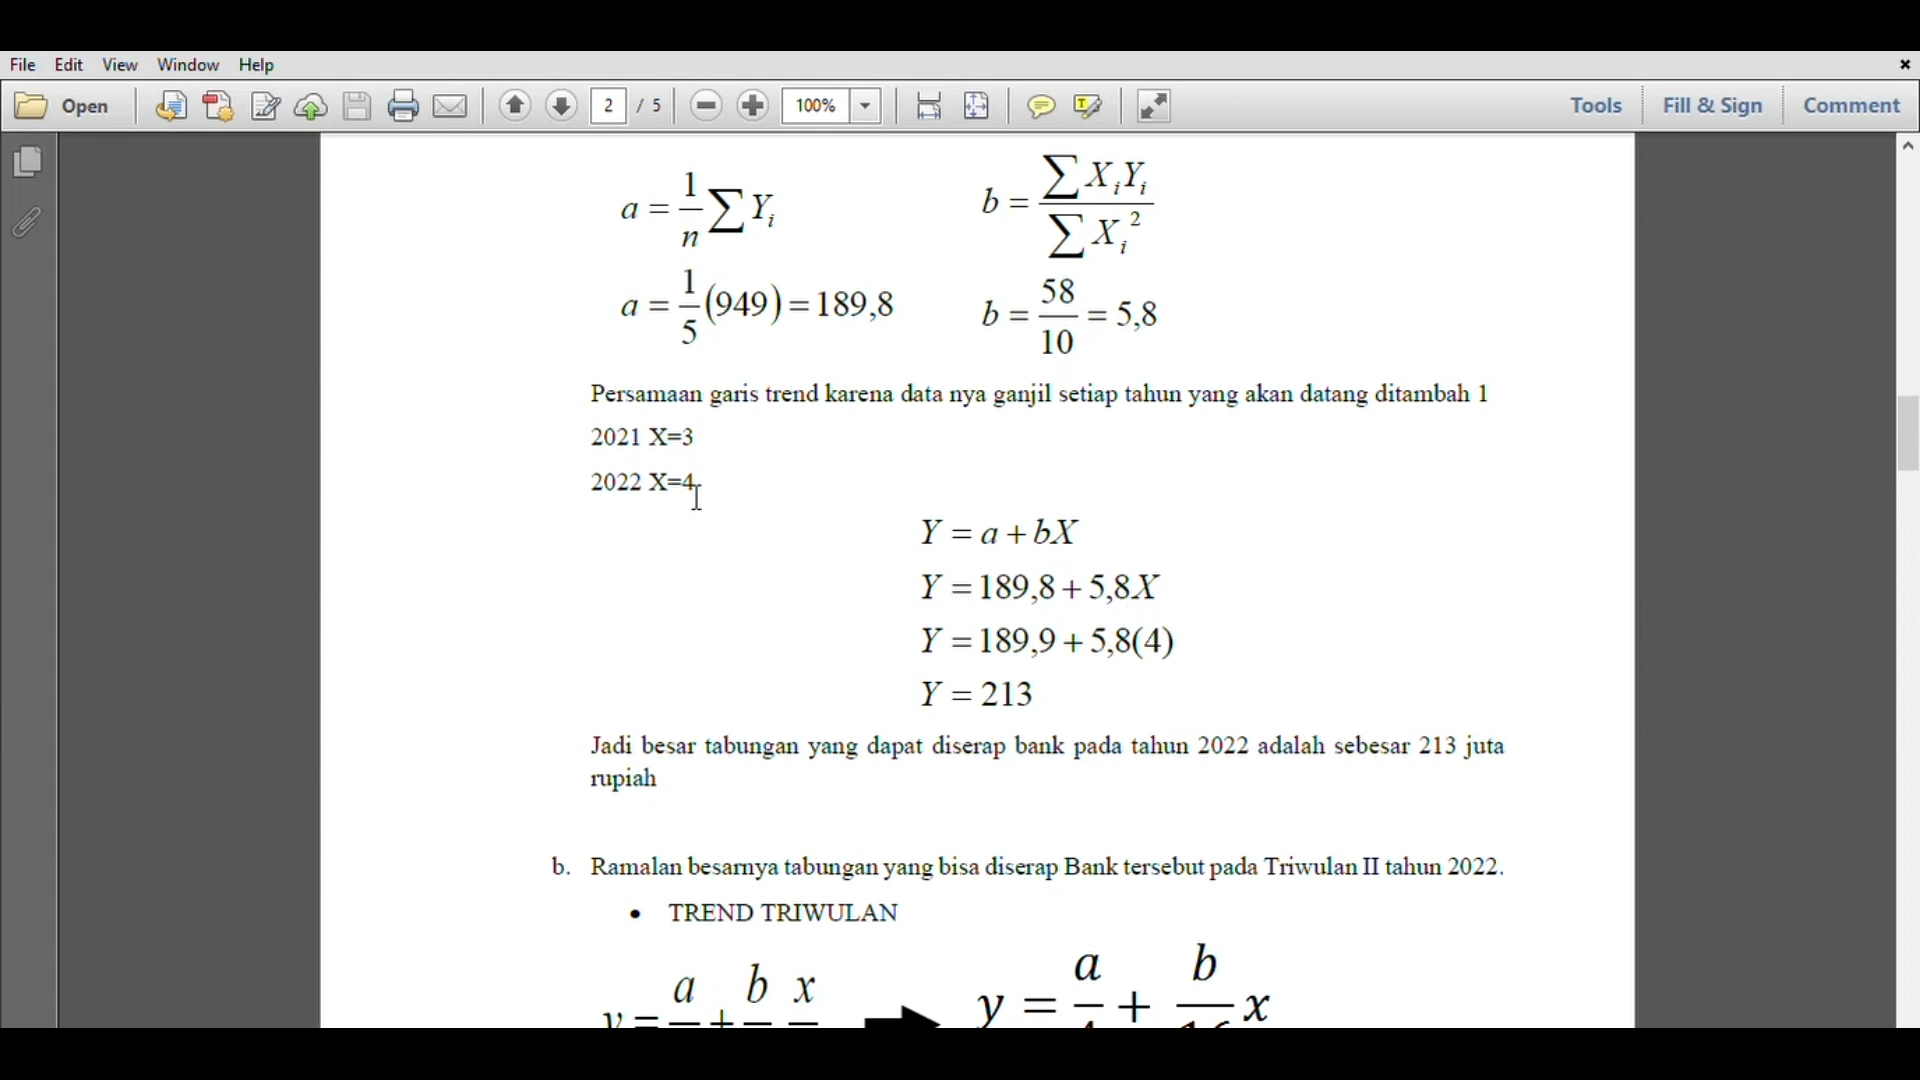 File Edit View Window Help
Open 2 / 5 100% Tools Fill & Sign Comment
a = 1/n ∑ Yi b = ∑ XiYi / ∑ Xi²
a = 1/5 (949) = 189,8 b = 58/10 = 5,8
Persamaan garis trend karena data nya ganjil setiap tahun yang akan datang ditambah 1
2021 X=3
2022 X=4
Y = a + bX
Y = 189,8 + 5,8X
Y = 189,9 + 5,8(4)
Y = 213
Jadi besar tabungan yang dapat diserap bank pada tahun 2022 adalah sebesar 213 juta
rupiah
b. Ramalan besarnya tabungan yang bisa diserap Bank tersebut pada Triwulan II tahun 2022.
• TREND TRIWULAN
y = a + b x y = a + b x